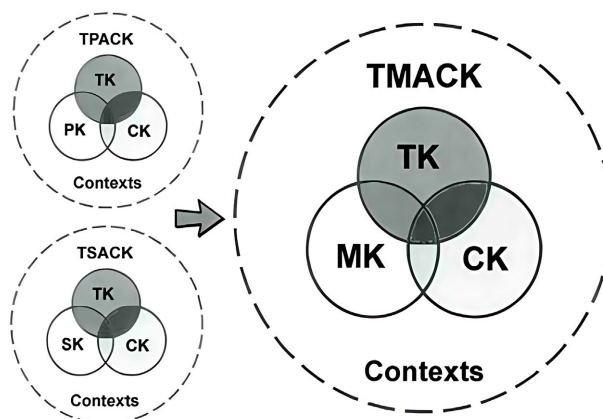 TPACK
TK
PK CK
Contexts
TSACK
TK
SK CK
Contexts
TMACK
TK
MK CK
Contexts